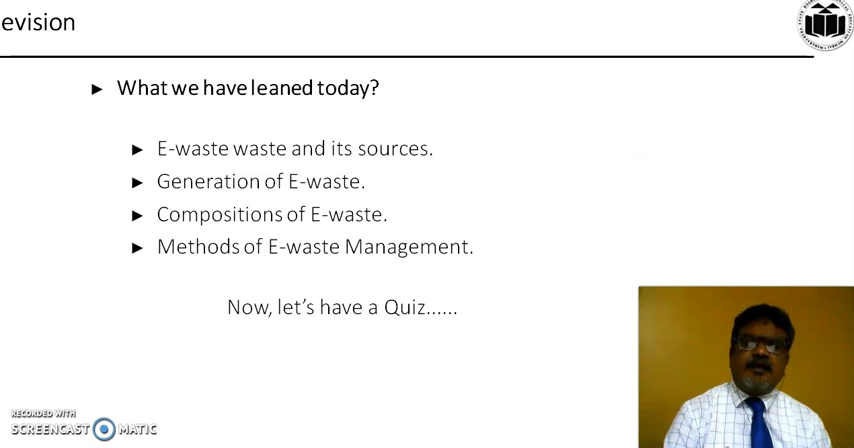 evision
► What we have leaned today?
► E-waste waste and its sources.
► Generation of E-waste.
► Compositions of E-waste.
► Methods of E-waste Management.
Now, let's have a Quiz......
RECORDED WITH
SCREENCAST MATIC